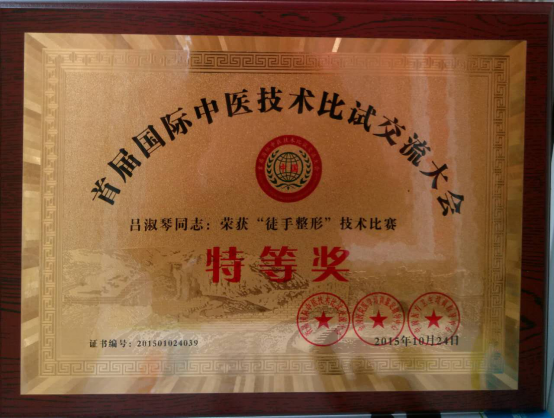 首届国际中医技术比试交流大会
吕淑琴同志：荣获“徒手整形”技术比赛
特等奖
证书编号：201501024039
2015年10月24日